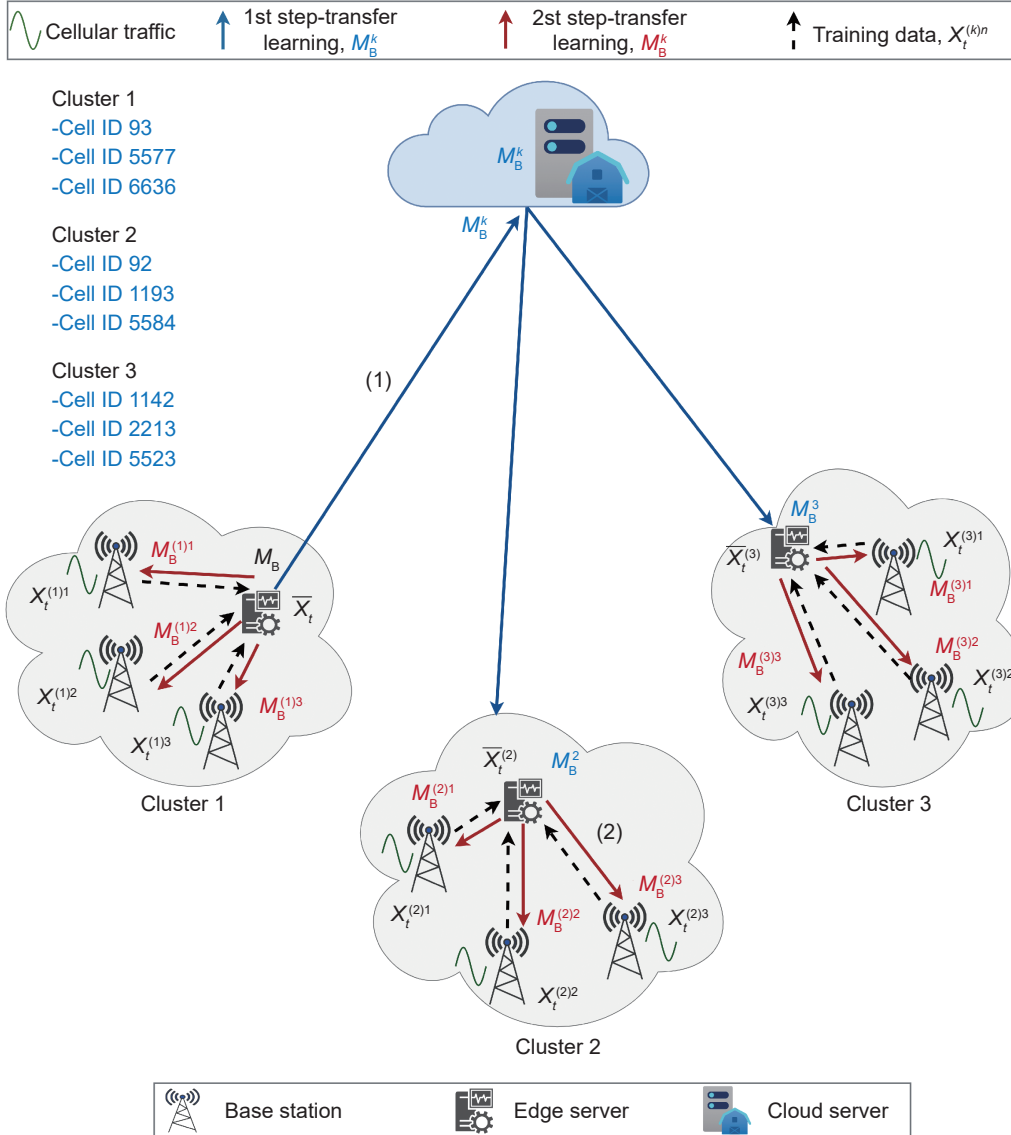 Cellular traffic
1st step-transfer
learning, M_B^k
2st step-transfer
learning, M_B^k
Training data, X_t^(k)n
Cluster 1
-Cell ID 93
-Cell ID 5577
-Cell ID 6636
Cluster 2
-Cell ID 92
-Cell ID 1193
-Cell ID 5584
Cluster 3
-Cell ID 1142
-Cell ID 2213
-Cell ID 5523
M_B^k
M_B^k
(1)
M_B^(1)1
M_B
X_t^(1)1
X̅_t
M_B^(1)2
X_t^(1)2
M_B^(1)3
X_t^(1)3
Cluster 1
M_B^3
X̅_t^(3)
X_t^(3)1
M_B^(3)1
M_B^(3)2
M_B^(3)3
X_t^(3)2
X_t^(3)3
Cluster 3
X̅_t^(2)
M_B^2
M_B^(2)1
(2)
X_t^(2)1
M_B^(2)3
M_B^(2)2
X_t^(2)3
X_t^(2)2
Cluster 2
Base station
Edge server
Cloud server